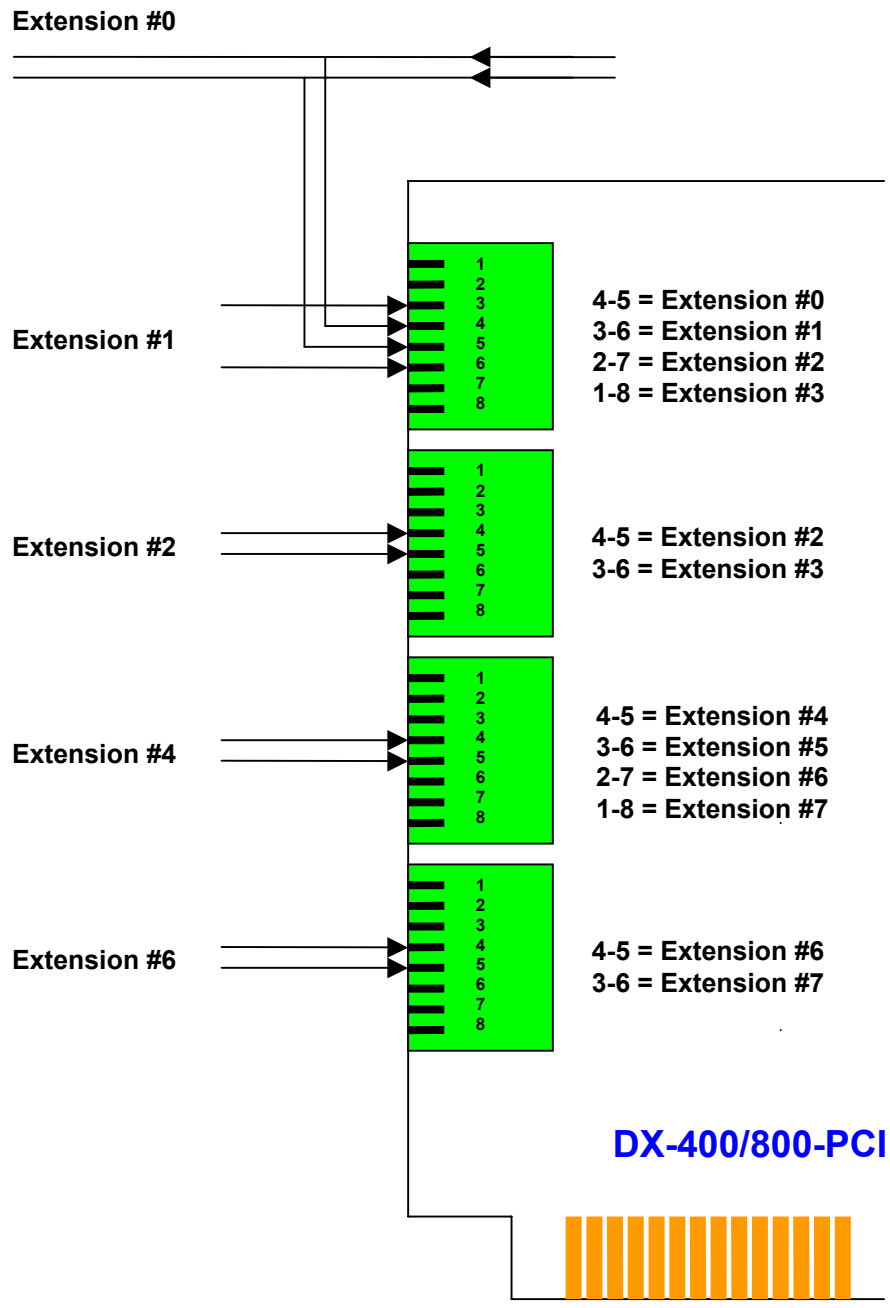 Extension #0
1
2
3
4
5
6
7
8
4-5 = Extension #0
3-6 = Extension #1
2-7 = Extension #2
1-8 = Extension #3
Extension #1
1
2
3
4
5
6
7
8
4-5 = Extension #2
3-6 = Extension #3
Extension #2
1
2
3
4
5
6
7
8
4-5 = Extension #4
3-6 = Extension #5
2-7 = Extension #6
1-8 = Extension #7
Extension #4
1
2
3
4
5
6
7
8
4-5 = Extension #6
3-6 = Extension #7
Extension #6
DX-400/800-PCI